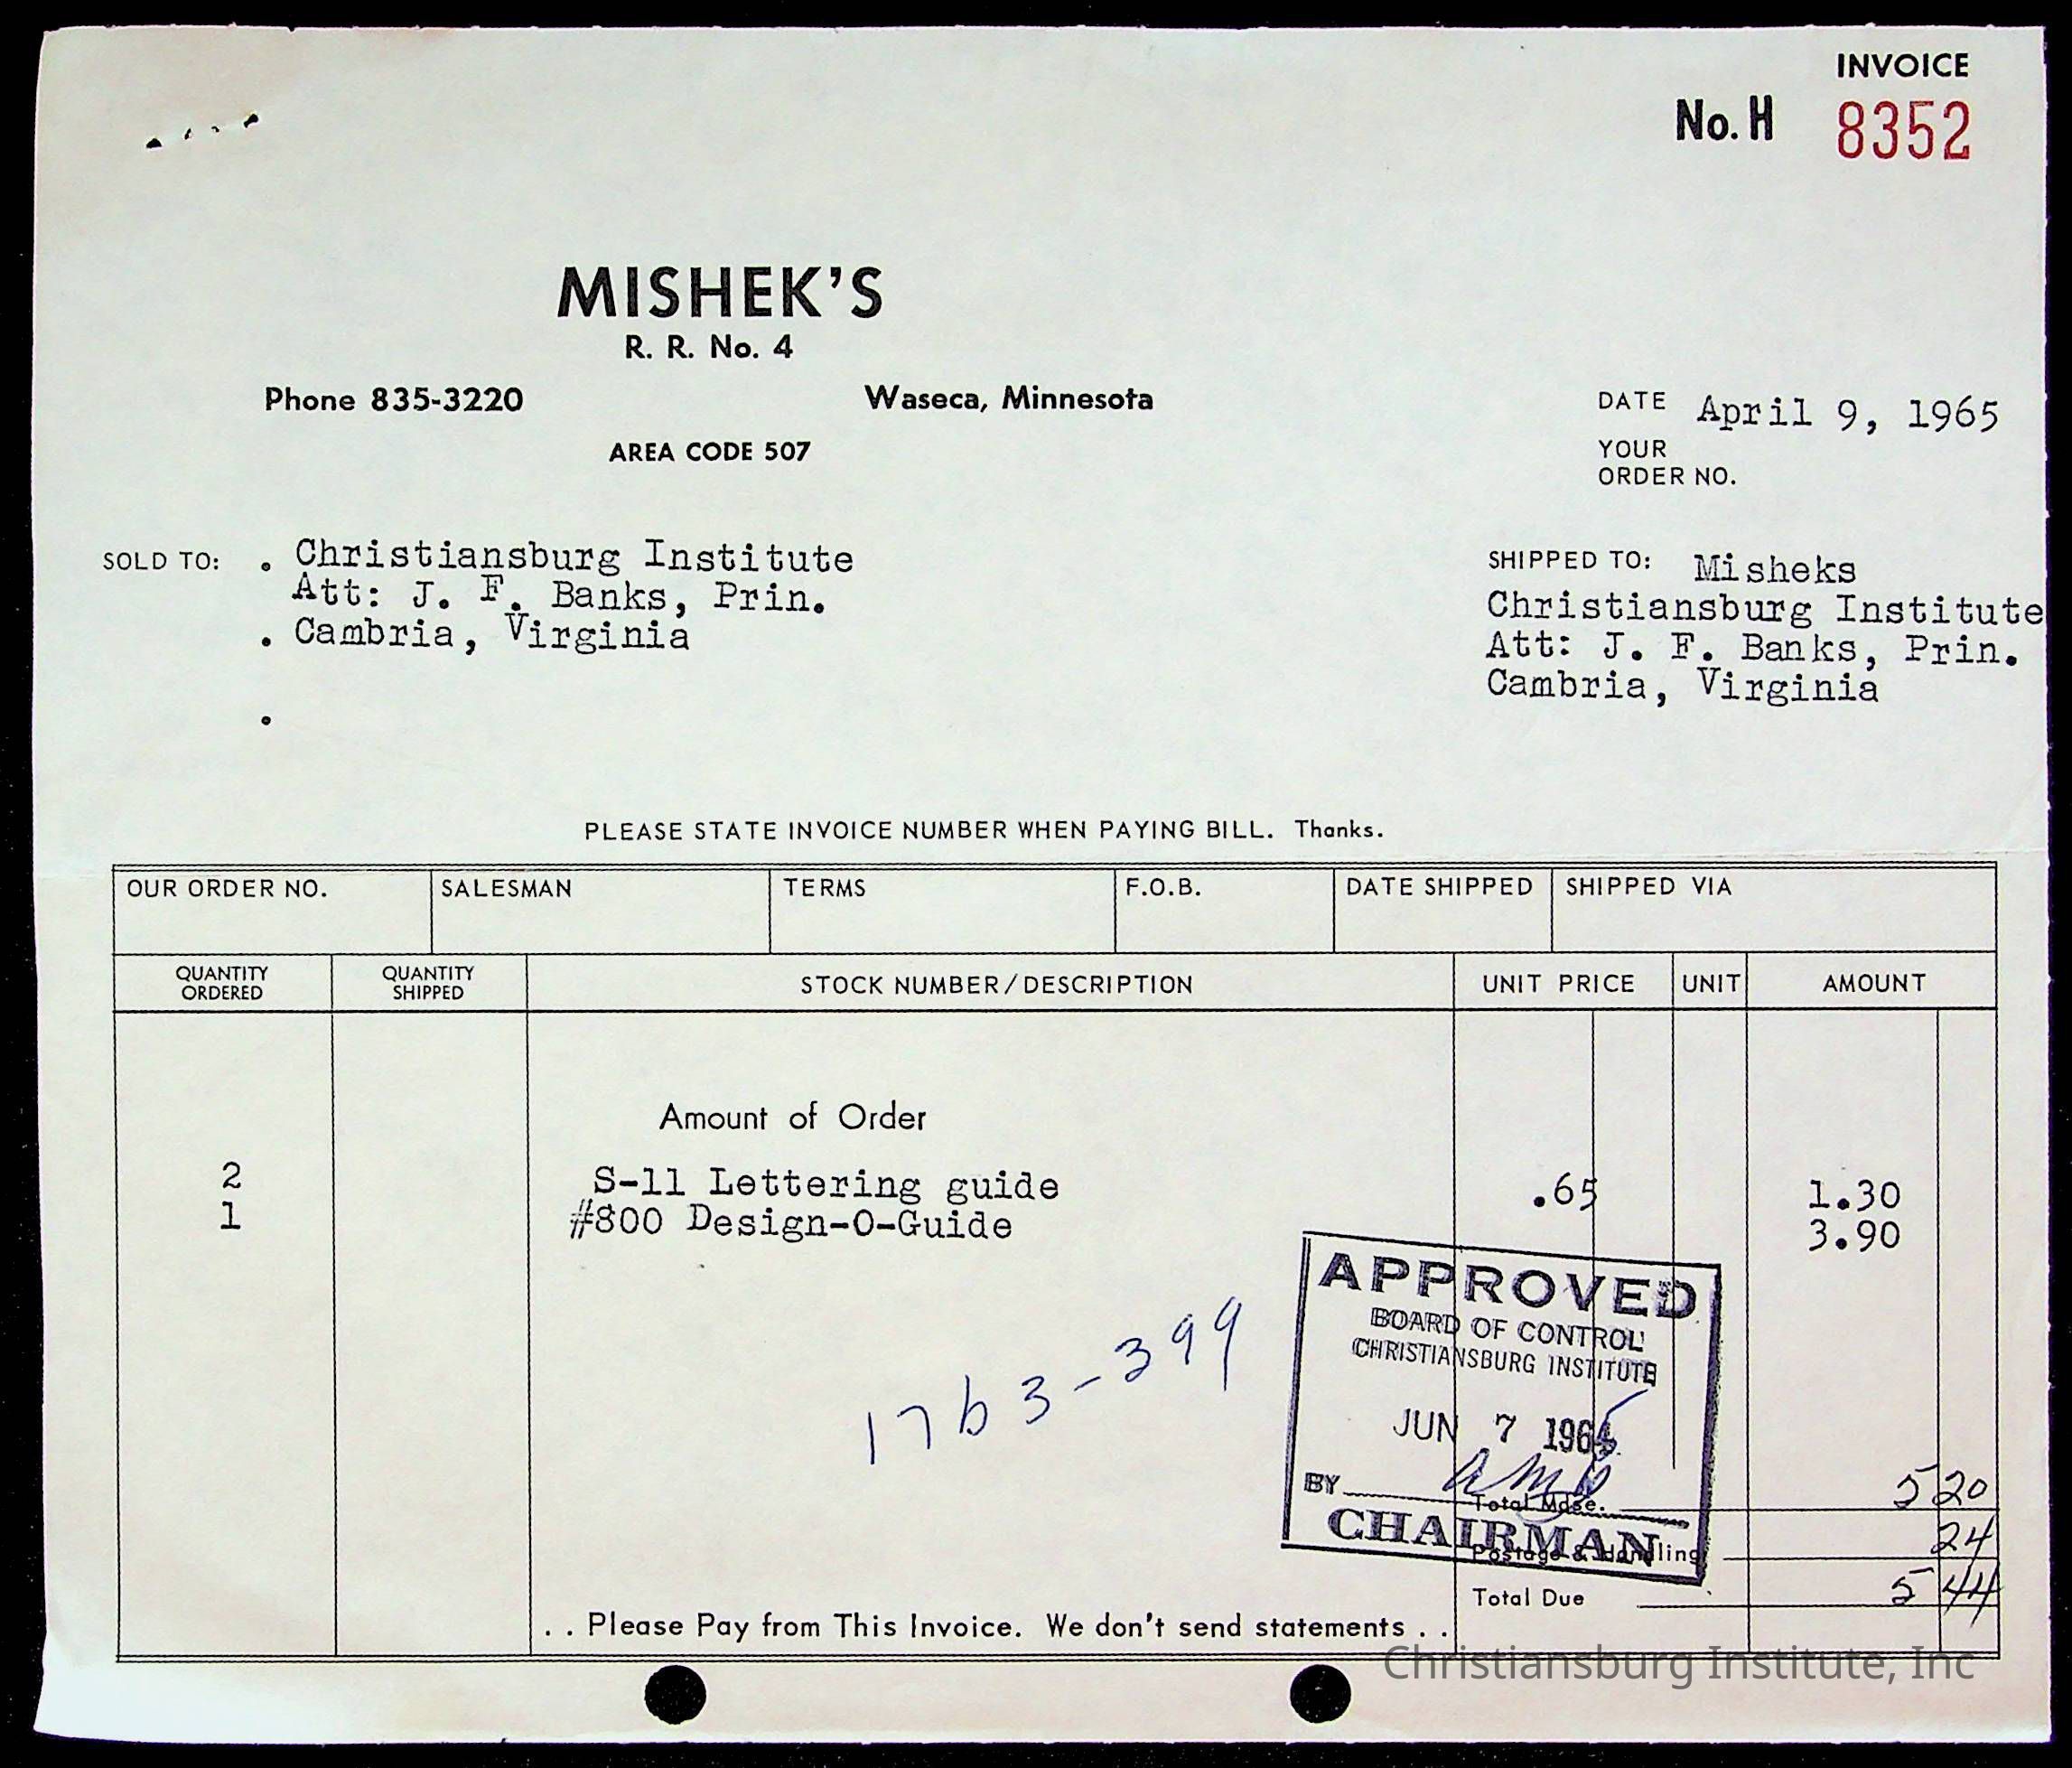 INVOICE
No. H 8352
MISHEK'S
R. R. No. 4
Phone 835-3220 Waseca, Minnesota
AREA CODE 507
DATE April 9, 1965
YOUR
ORDER NO.
SOLD TO: . Christiansburg Institute
Att: J. F. Banks, Prin.
. Cambria, Virginia
.
SHIPPED TO: Misheks
Christiansburg Institute
Att: J. F. Banks, Prin.
Cambria, Virginia
PLEASE STATE INVOICE NUMBER WHEN PAYING BILL. Thanks.
OUR ORDER NO. SALESMAN TERMS F.O.B. DATE SHIPPED SHIPPED VIA
QUANTITY ORDERED QUANTITY SHIPPED STOCK NUMBER/DESCRIPTION UNIT PRICE UNIT AMOUNT
Amount of Order
2 S-11 Lettering guide .65 1.30
1 #800 Design-O-Guide 3.90
APPROVED
BOARD OF CONTROL
CHRISTIANSBURG INSTITUTE
1763-399
JUN 7 1965
BY
CHAIRMAN
Total Mdse. 5 20
Postage & Handling 24
Total Due 5 44
. . Please Pay from This Invoice. We don't send statements . .
Christiansburg Institute, Inc